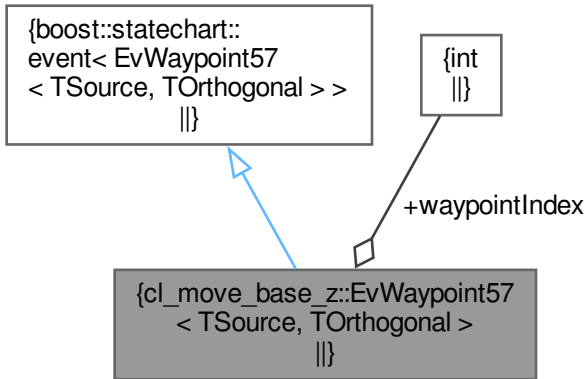 {boost::statechart::
event< EvWaypoint57
< TSource, TOrthogonal > >
||}
{int
||}
+waypointIndex
{cl_move_base_z::EvWaypoint57
< TSource, TOrthogonal >
||}